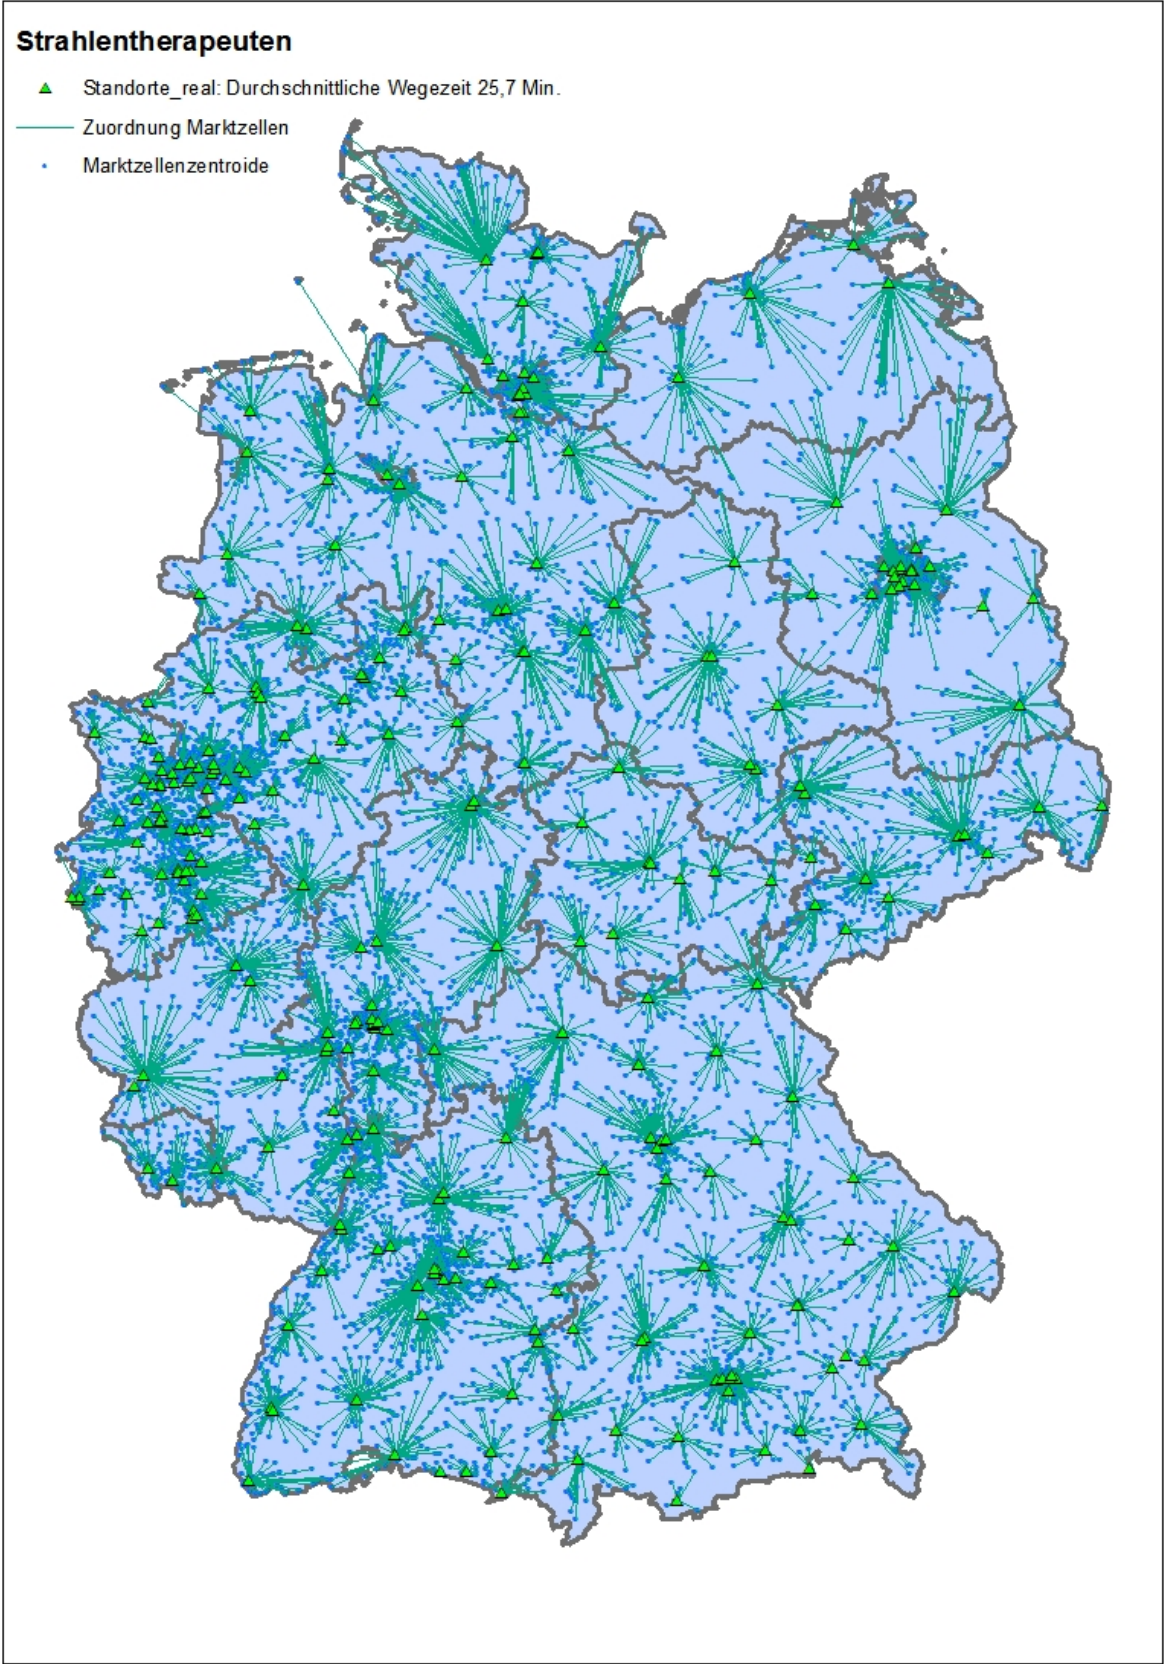 Strahlentherapeuten
Standorte_real: Durchschnittliche Wegezeit 25,7 Min.
Zuordnung Marktzellen
Marktzellenzentroide